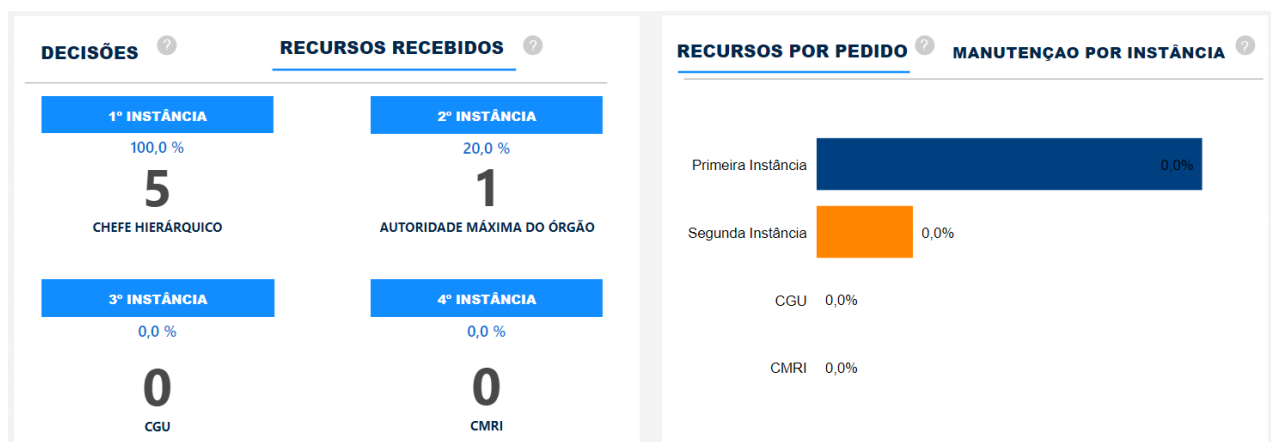 DECISÕES ?
RECURSOS RECEBIDOS ?
1º INSTÂNCIA
100,0 %
5
CHEFE HIERÁRQUICO
2º INSTÂNCIA
20,0 %
1
AUTORIDADE MÁXIMA DO ÓRGÃO
3º INSTÂNCIA
0,0 %
0
CGU
4º INSTÂNCIA
0,0 %
0
CMRI
RECURSOS POR PEDIDO ?
MANUTENÇAO POR INSTÂNCIA ?
Primeira Instância 0,0%
Segunda Instância 0,0%
CGU 0,0%
CMRI 0,0%